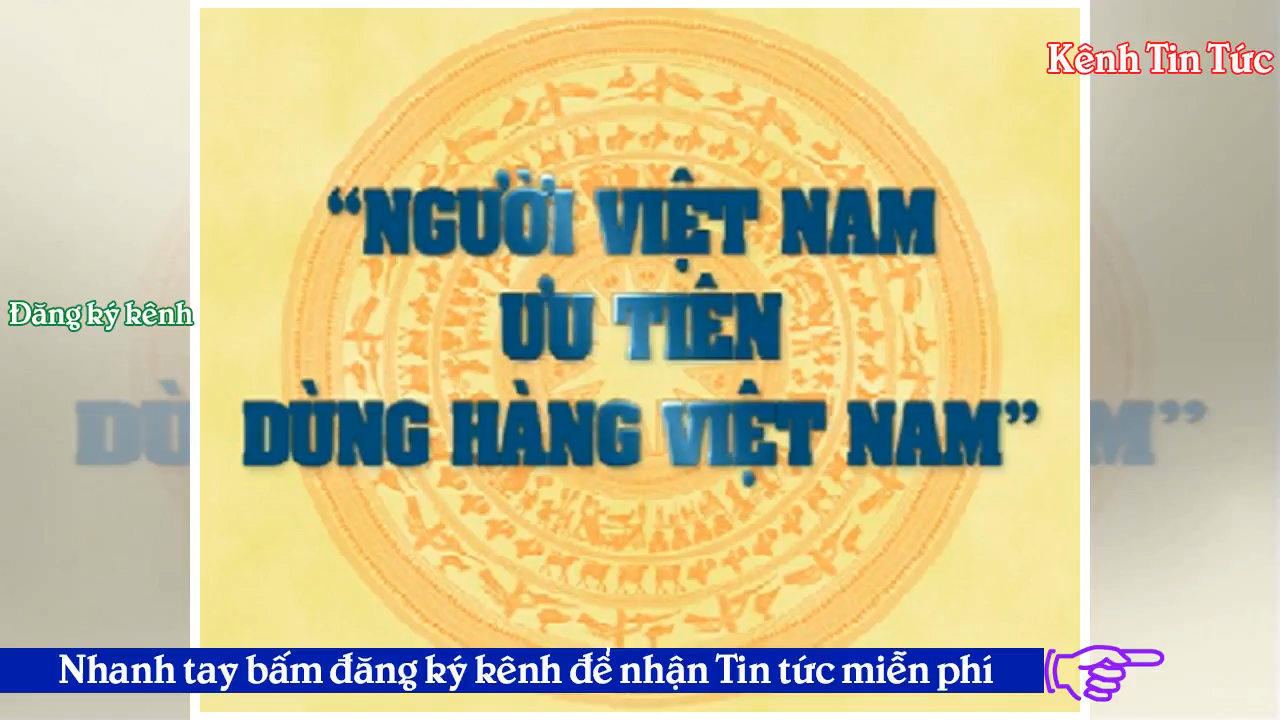 Kênh Tin Tức
“NGƯỜI VIỆT NAM
ƯU TIÊN
Đăng ký kênh
DÙNG HÀNG VIỆT NAM”
Nhanh tay bấm đăng ký kênh để nhận Tin tức miễn phí